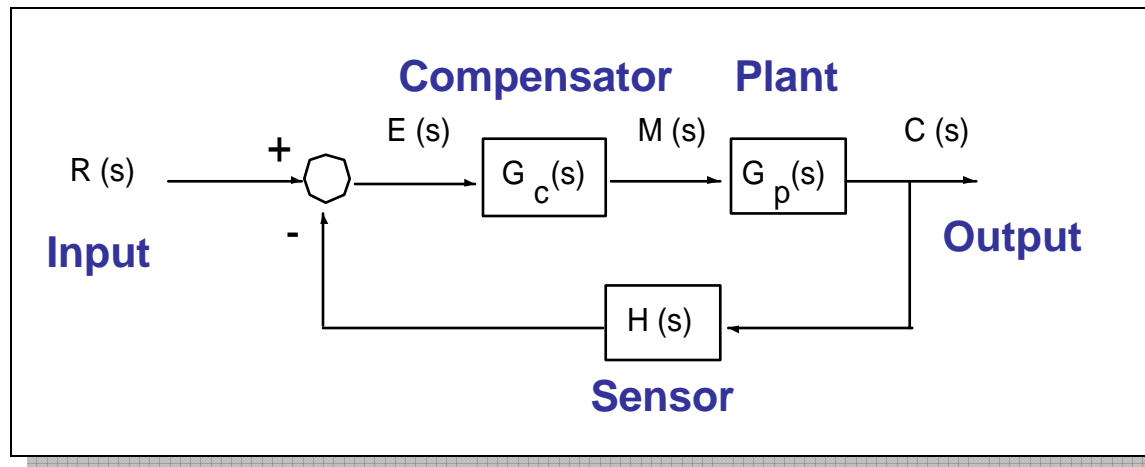 Compensator Plant
E (s) M (s) C (s)
+
R (s) G c(s) G p(s)
-
Input Output
H (s)
Sensor